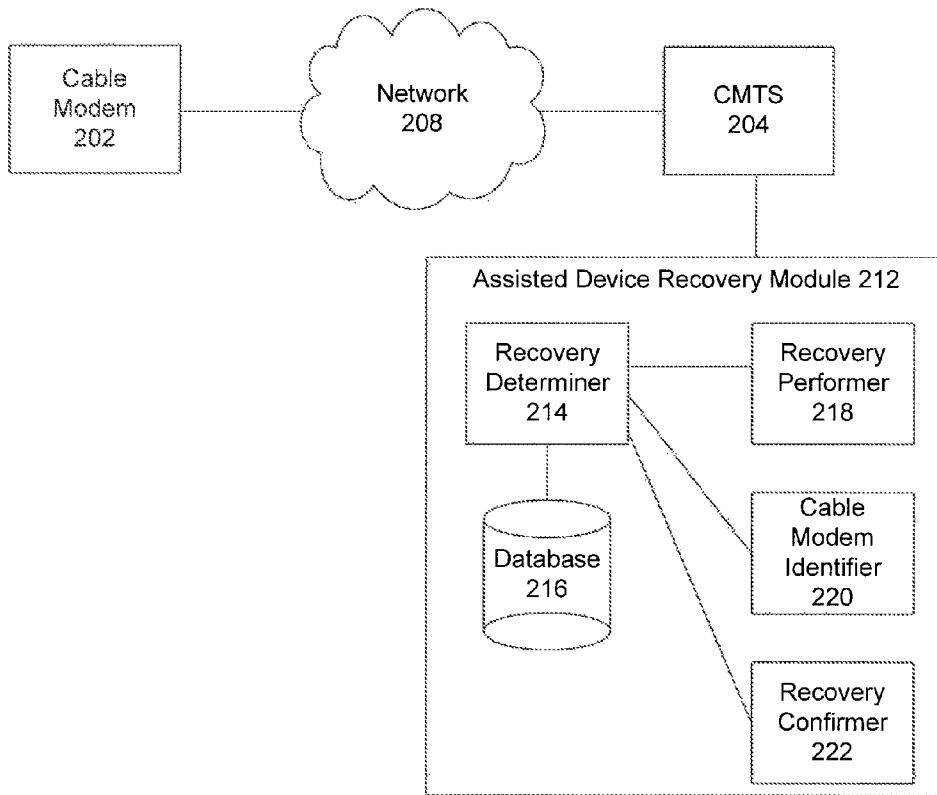 Cable
Modem
202
Network
208
CMTS
204
Assisted Device Recovery Module 212
Recovery
Determiner
214
Recovery
Performer
218
Database
216
Cable
Modem
Identifier
220
Recovery
Confirmer
222